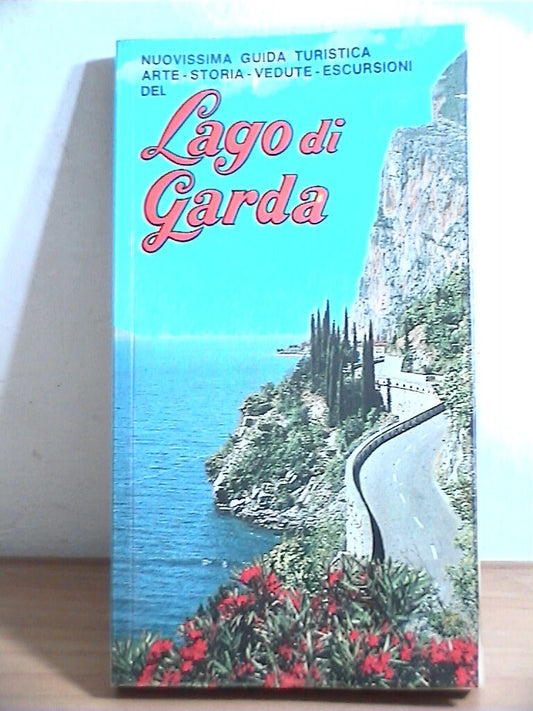 NUOVISSIMA GUIDA TURISTICA
ARTE - STORIA - VEDUTE - ESCURSIONI
DEL
Lago di
Garda